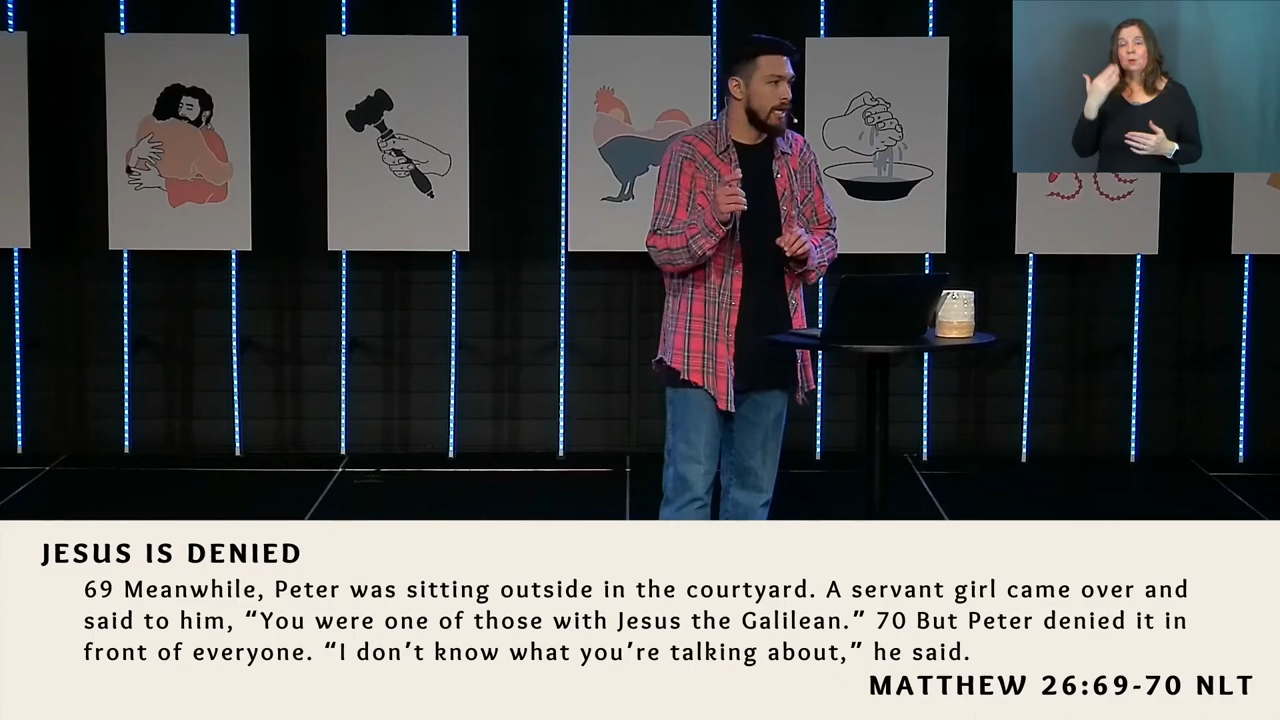 JESUS IS DENIED
69 Meanwhile, Peter was sitting outside in the courtyard. A servant girl came over and
said to him, “You were one of those with Jesus the Galilean.” 70 But Peter denied it in
front of everyone. “I don’t know what you’re talking about,” he said.
MATTHEW 26:69-70 NLT